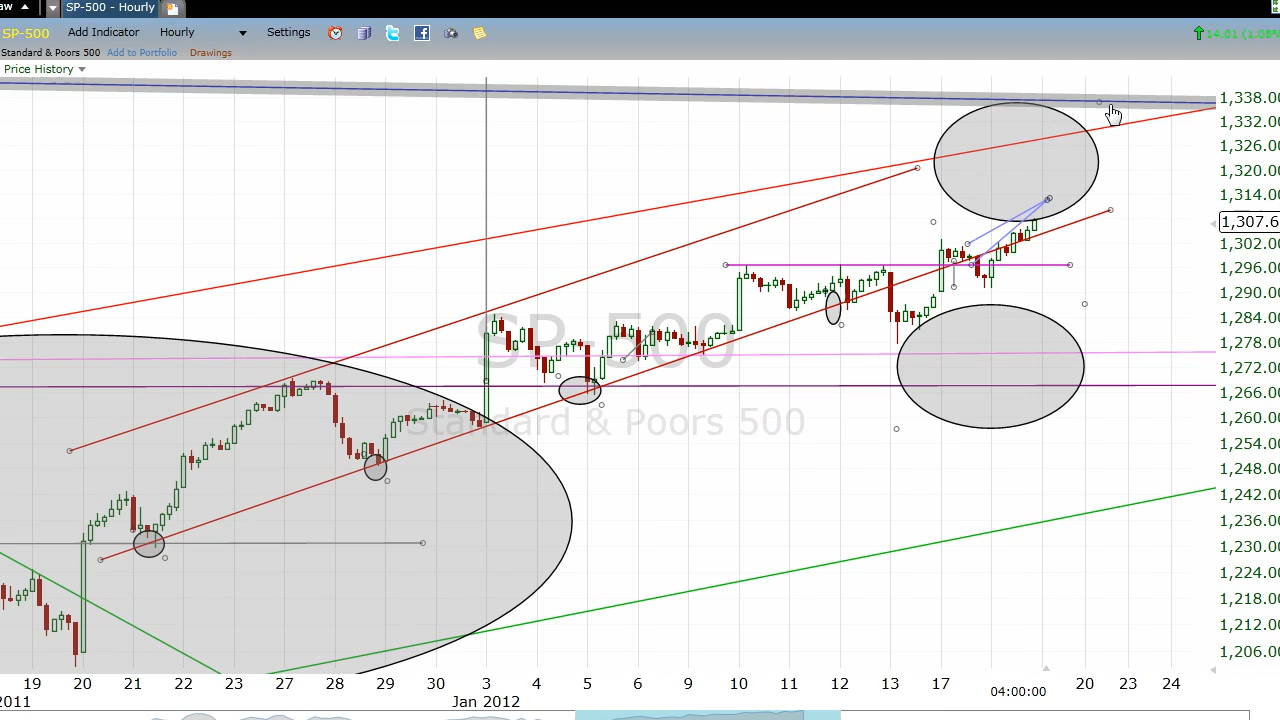 aw SP-500 - Hourly
SP-500 Add Indicator Hourly Settings 14.01 (1.08%
Standard & Poors 500 Add to Portfolio Drawings
Price History
1,338.00
1,332.00
1,326.00
1,320.00
1,314.00
1,307.6
1,302.00
1,296.00
1,290.00
1,284.00
1,278.00
1,272.00
1,266.00
1,260.00
1,254.00
1,248.00
1,242.00
1,236.00
1,230.00
1,224.00
1,218.00
1,212.00
1,206.00
SP-500
Standard & Poors 500
19 20 21 23 27 28 29 30 3 4 5 6 9 10 11 12 13 17 04:00:00 20 23 24
2011 Jan 2012